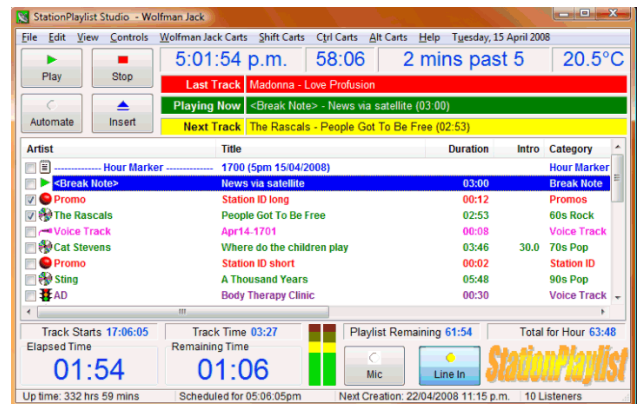 StationPlaylist Studio - Wolfman Jack
File Edit View Controls Wolfman Jack Carts Shift Carts Ctrl Carts Alt Carts Help Tuesday, 15 April 2008
Play Stop 5:01:54 p.m. 58:06 2 mins past 5 20.5°C
Last Track Madonna - Love Profusion
Playing Now <Break Note> - News via satellite (03:00)
Automate Insert Next Track The Rascals - People Got To Be Free (02:53)
Artist Title Duration Intro Category
------------- Hour Marker ------------- 1700 (5pm 15/04/2008) Hour Marker
<Break Note> News via satellite 03:00 Break Note
Promo Station ID long 00:12 Promos
The Rascals People Got To Be Free 02:53 60s Rock
Voice Track Apr14-1701 00:08 Voice Track
Cat Stevens Where do the children play 03:46 30.0 70s Pop
Promo Station ID short 00:02 Station ID
Sting A Thousand Years 05:48 90s Pop
AD Body Therapy Clinic 00:30 Voice Track
Track Starts 17:06:05 Track Time 03:27 Playlist Remaining 61:54 Total for Hour 63:48
Elapsed Time Remaining Time
01:54 01:06 Mic Line In StationPlaylist
Up time: 332 hrs 59 mins Scheduled for 05:06:05pm Next Creation: 22/04/2008 11:15 p.m. 10 Listeners